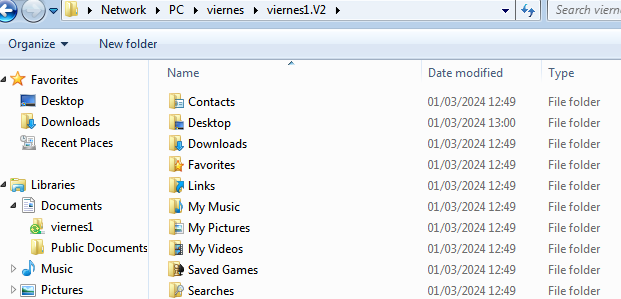 Network ▸ PC ▸ viernes ▸ viernes1.V2 ▸ Search vierne
Organize New folder
Name Date modified Type
Favorites
Desktop
Downloads
Recent Places
Libraries
Documents
viernes1
Public Documents
Music
Pictures
Contacts 01/03/2024 12:49 File folder
Desktop 01/03/2024 13:00 File folder
Downloads 01/03/2024 12:49 File folder
Favorites 01/03/2024 12:49 File folder
Links 01/03/2024 12:49 File folder
My Music 01/03/2024 12:49 File folder
My Pictures 01/03/2024 12:49 File folder
My Videos 01/03/2024 12:49 File folder
Saved Games 01/03/2024 12:49 File folder
Searches 01/03/2024 12:49 File folder